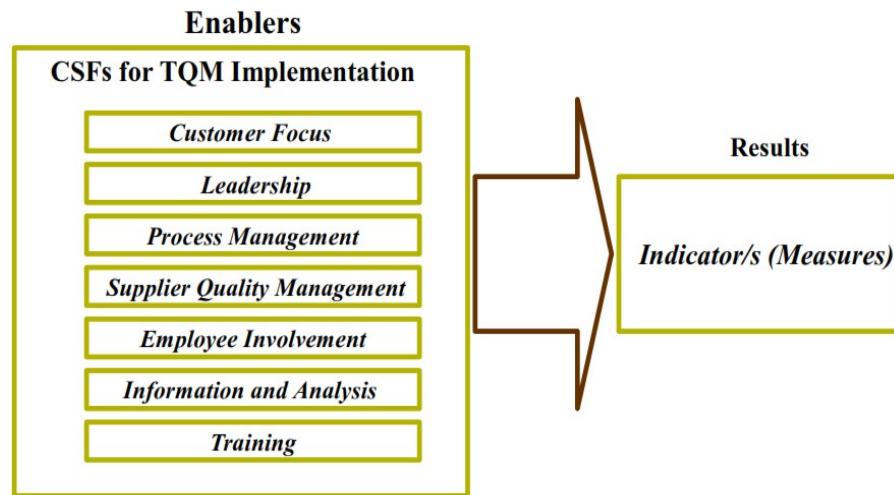 Enablers
CSFs for TQM Implementation
Customer Focus
Leadership
Process Management
Supplier Quality Management
Employee Involvement
Information and Analysis
Training
Results
Indicator/s (Measures)